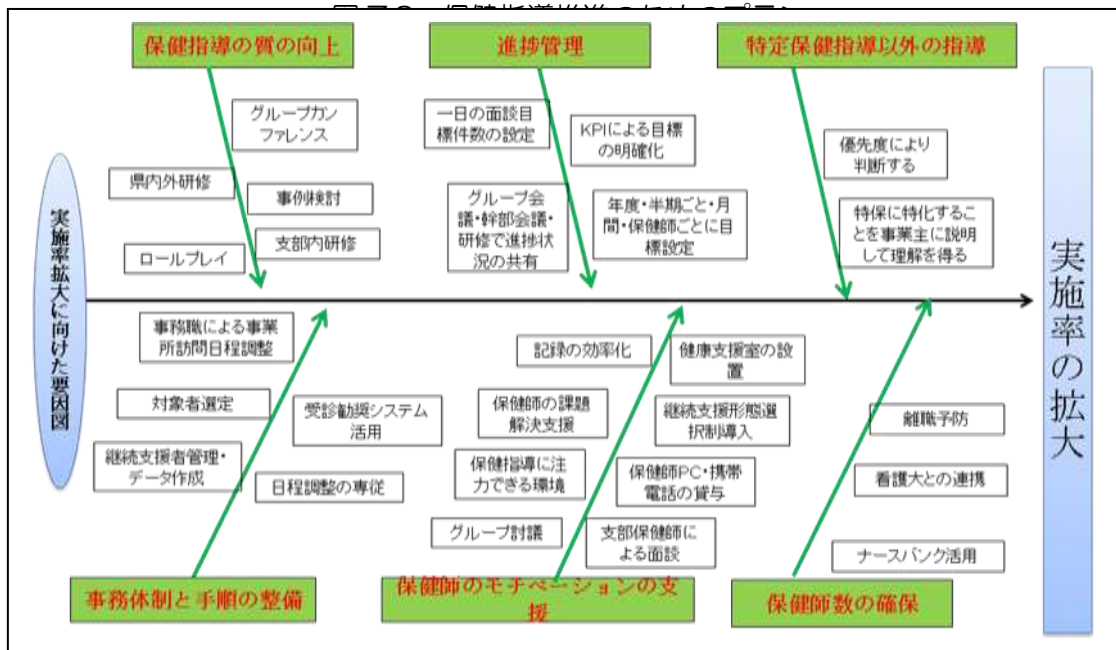 保健指導の質の向上
進捗管理
特定保健指導以外の指導
グループカン
ファレンス
県内外研修
事例検討
支部内研修
ロールプレイ
一日の面談目
標件数の設定
KPIによる目標
の明確化
グループ会
議・幹部会議・
研修で進捗状
況の共有
年度・半期ごと・月
間・保健師ごとに目
標設定
優先度により
判断する
特保に特化するこ
とを事業主に説明
して理解を得る
実施率拡大に向けた要因図
実施率の拡大
事務職による事業
所訪問日程調整
対象者選定
受診勧奨システム
活用
継続支援者管理・
データ作成
日程調整の専従
記録の効率化
健康支援室の設
置
保健師の課題
解決支援
継続支援形態選
択制導入
保健指導に注
力できる環境
保健師PC・携帯
電話の貸与
グループ討議
支部保健師に
よる面談
離職予防
看護大との連携
ナースバンク活用
事務体制と手順の整備
保健師のモチベーションの支
援
保健師数の確保